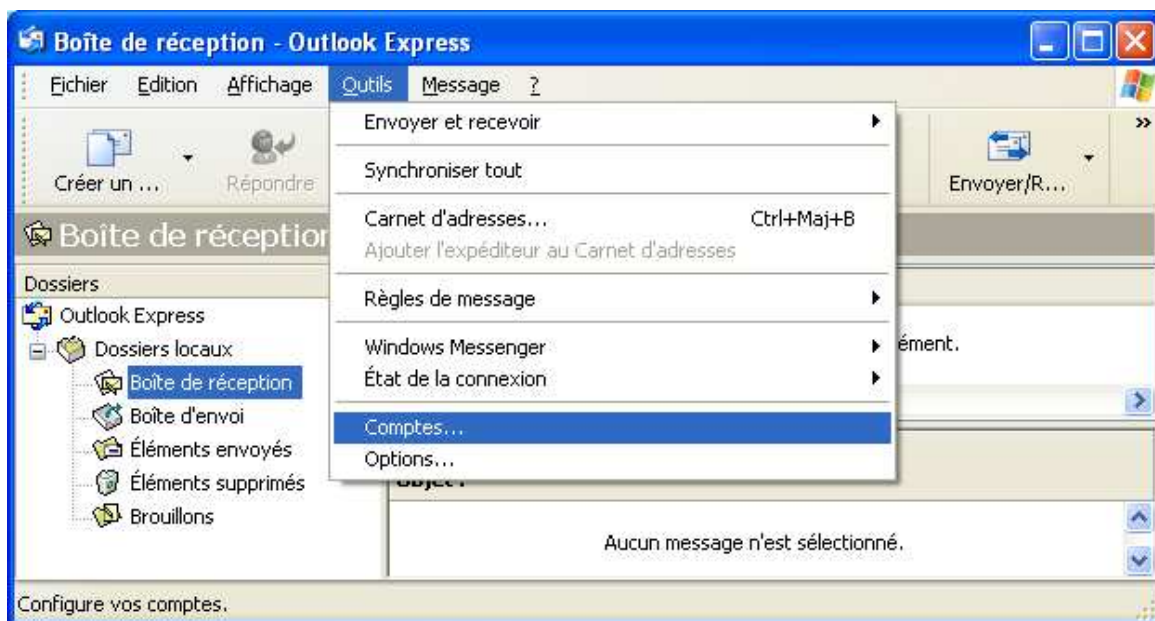 Boîte de réception - Outlook Express
Fichier Edition Affichage Outils Message ?
Créer un ... Répondre Envoyer/R...
Envoyer et recevoir
Synchroniser tout
Carnet d'adresses... Ctrl+Maj+B
Ajouter l'expéditeur au Carnet d'adresses
Règles de message
Windows Messenger
État de la connexion
Comptes...
Options...
Boîte de réception
Dossiers
Outlook Express
Dossiers locaux
Boîte de réception
Boîte d'envoi
Éléments envoyés
Éléments supprimés
Brouillons
ément.
Objet :
Aucun message n'est sélectionné.
Configure vos comptes.